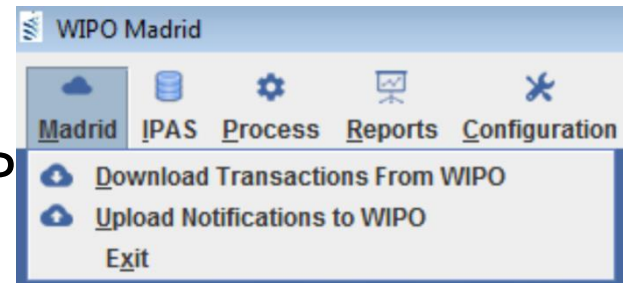 WIPO Madrid
Madrid IPAS Process Reports Configuration
P
Download Transactions From WIPO
Upload Notifications to WIPO
Exit